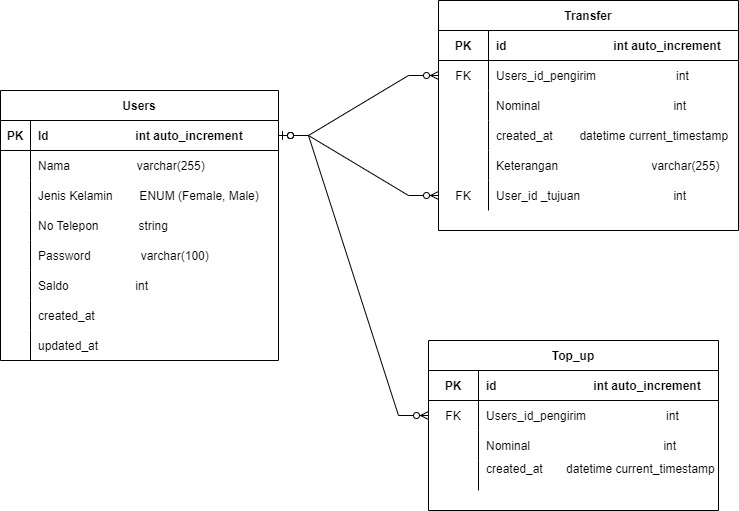 Users
PK Id int auto_increment
Nama varchar(255)
Jenis Kelamin ENUM (Female, Male)
No Telepon string
Password varchar(100)
Saldo int
created_at
updated_at
Transfer
PK id int auto_increment
FK Users_id_pengirim int
Nominal int
created_at datetime current_timestamp
Keterangan varchar(255)
FK User_id _tujuan int
Top_up
PK id int auto_increment
FK Users_id_pengirim int
Nominal int
created_at datetime current_timestamp